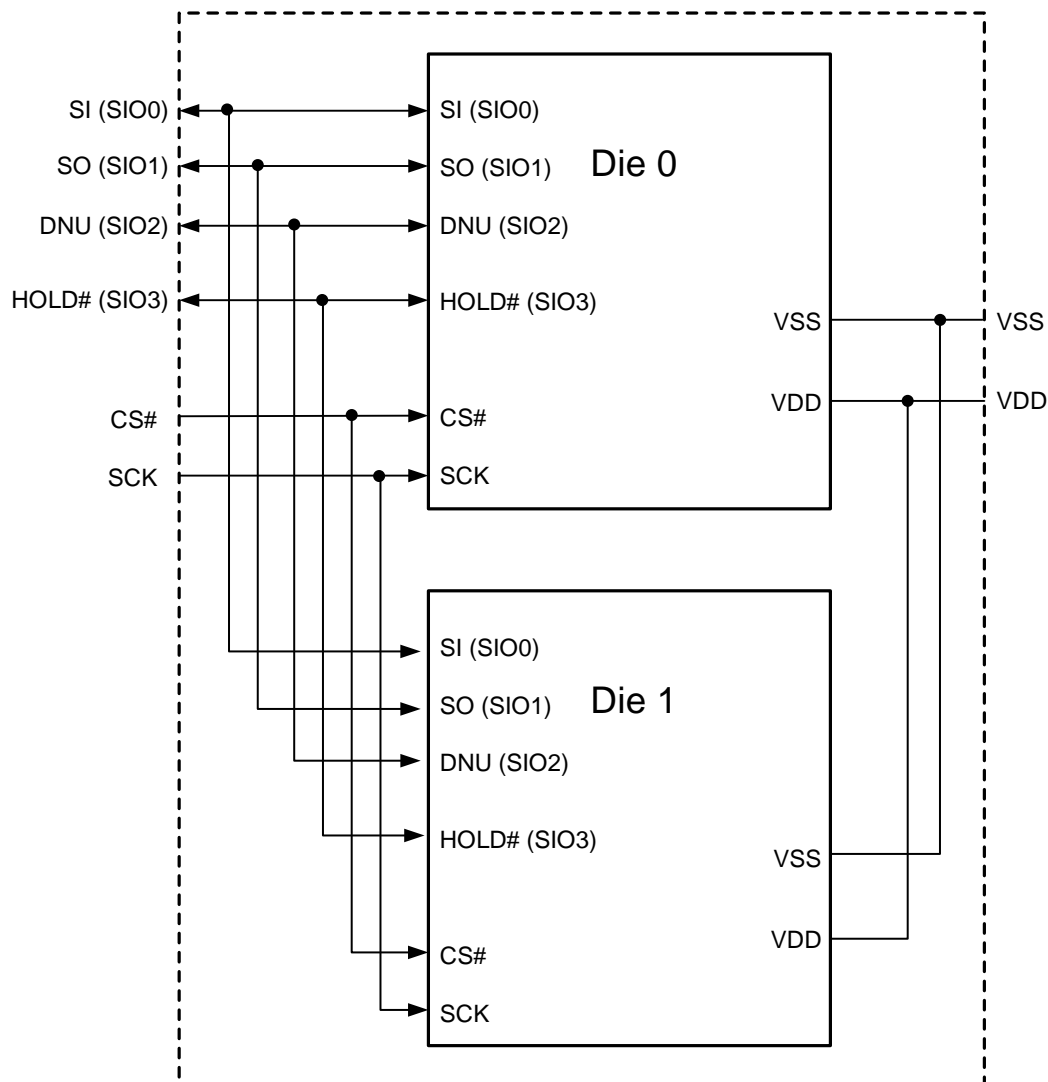 SI (SIO0)
SO (SIO1)
DNU (SIO2)
HOLD# (SIO3)
CS#
SCK
SI (SIO0)
SO (SIO1)
Die 0
DNU (SIO2)
HOLD# (SIO3)
VSS
VDD
CS#
SCK
VSS
VDD
SI (SIO0)
SO (SIO1)
Die 1
DNU (SIO2)
HOLD# (SIO3)
VSS
VDD
CS#
SCK